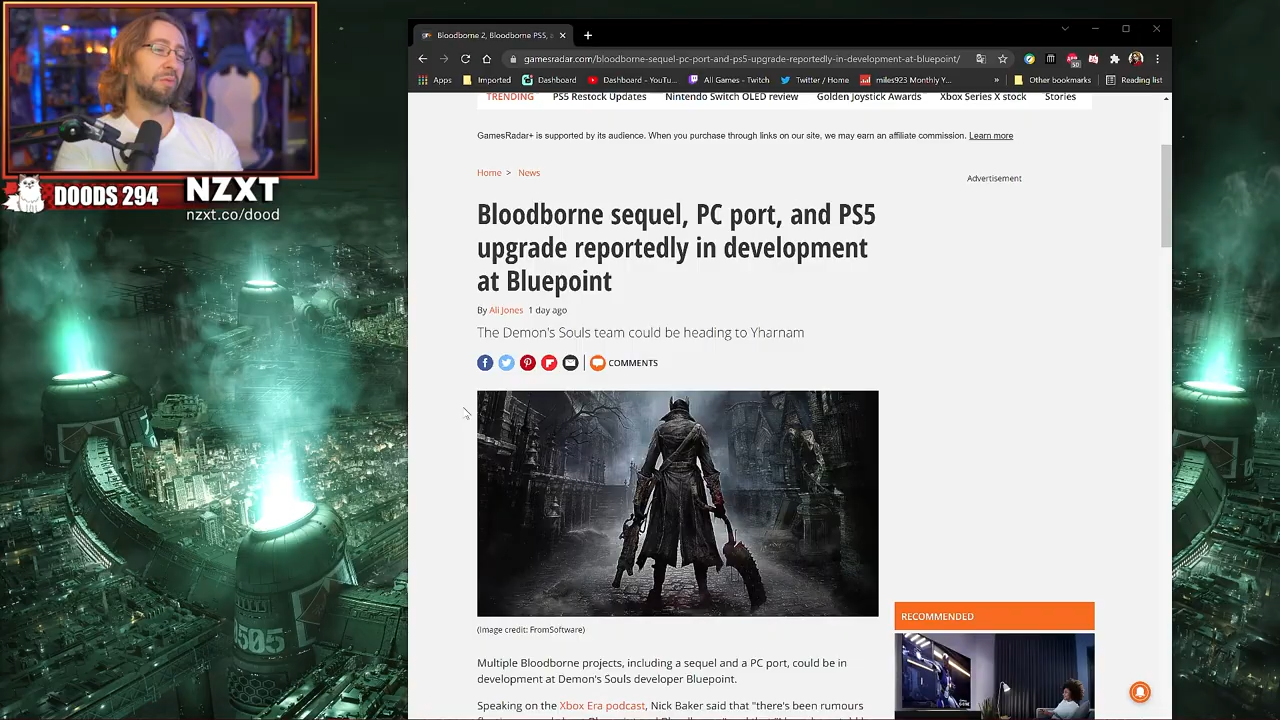 Bloodborne 2, Bloodborne PS5, a
gamesradar.com/bloodborne-sequel-pc-port-and-ps5-upgrade-reportedly-in-development-at-bluepoint/
Apps Imported Dashboard Dashboard - YouTu... All Games - Twitch Twitter / Home miles923 Monthly Y... » Other bookmarks Reading list
TRENDING PS5 Restock Updates Nintendo Switch OLED review Golden Joystick Awards Xbox Series X stock Stories
GamesRadar+ is supported by its audience. When you purchase through links on our site, we may earn an affiliate commission. Learn more
Home > News
Advertisement
Bloodborne sequel, PC port, and PS5
upgrade reportedly in development
at Bluepoint
By Ali Jones 1 day ago
The Demon's Souls team could be heading to Yharnam
COMMENTS
(Image credit: FromSoftware)
Multiple Bloodborne projects, including a sequel and a PC port, could be in
development at Demon's Souls developer Bluepoint.
Speaking on the Xbox Era podcast, Nick Baker said that "there's been rumours
RECOMMENDED
DOODS 294
NZXT
nzxt.co/dood